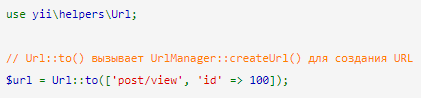 use yii\helpers\Url;
// Url::to() вызывает UrlManager::createUrl() для создания URL
$url = Url::to(['post/view', 'id' => 100]);